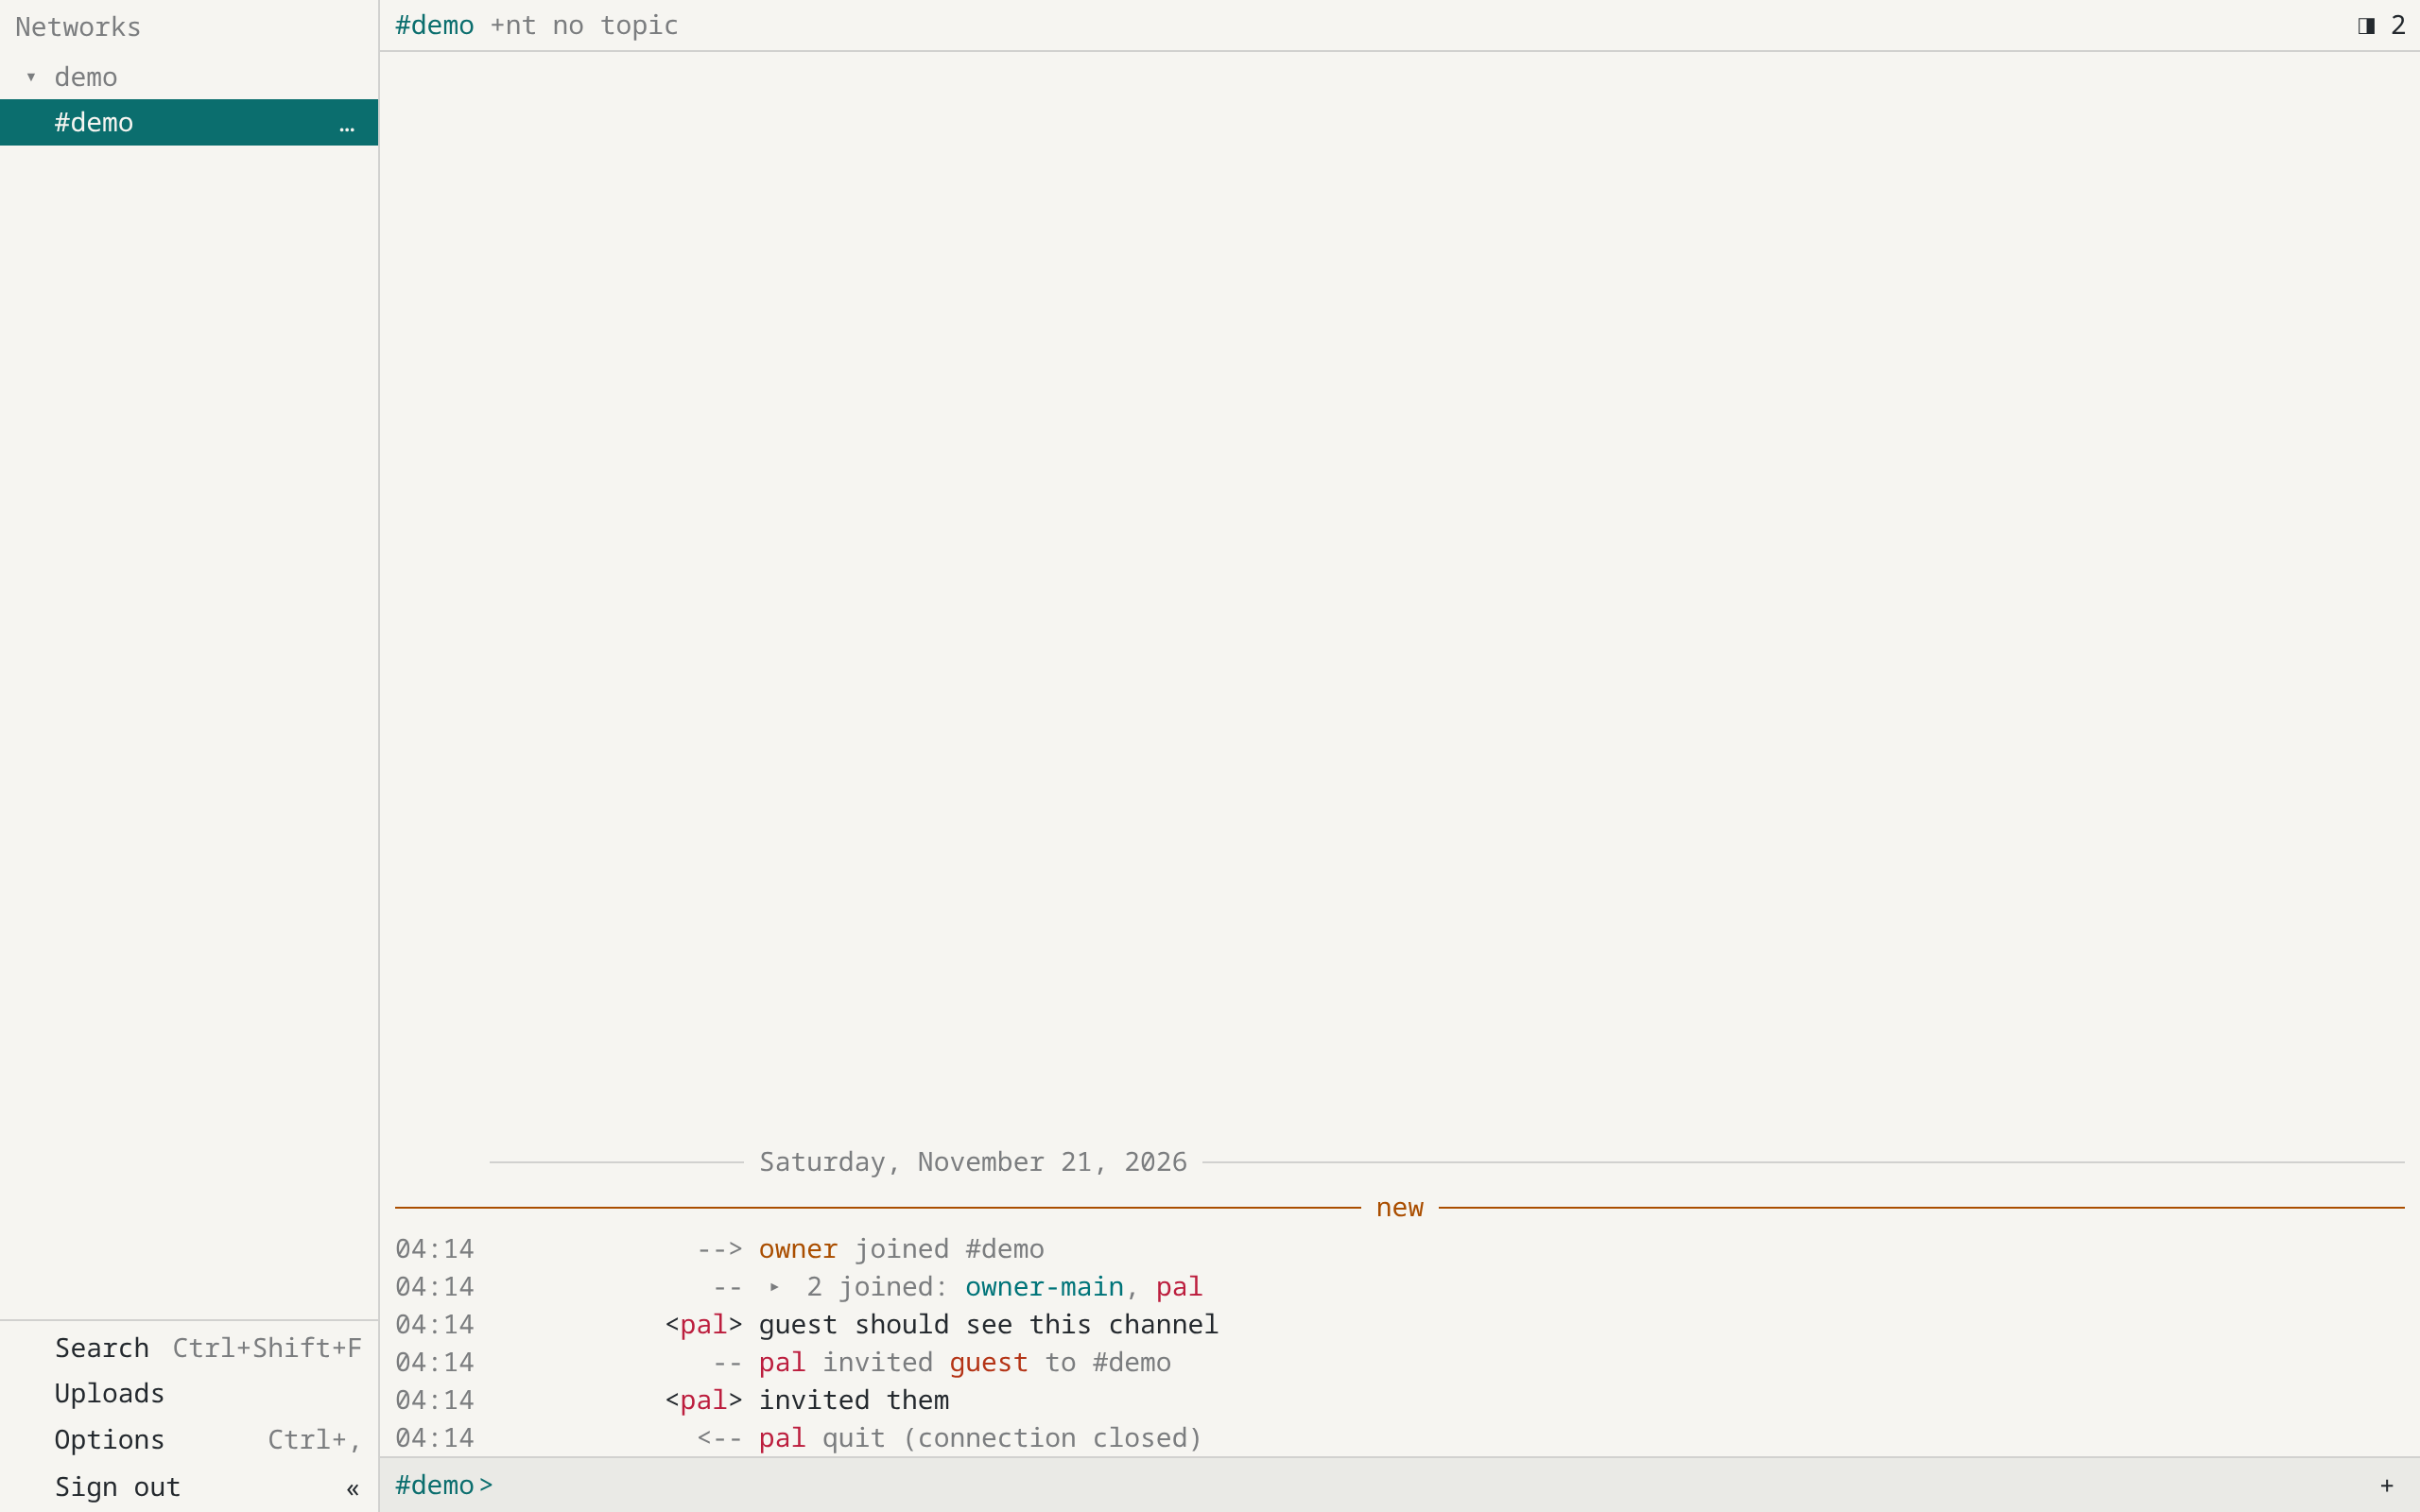 Networks
▾ demo
#demo …
Search Ctrl+Shift+F
Uploads
Options Ctrl+,
Sign out «
#demo +nt no topic ◨ 2
Saturday, November 21, 2026
new
04:14 --> owner joined #demo
04:14 -- ▸ 2 joined: owner-main, pal
04:14 <pal> guest should see this channel
04:14 -- pal invited guest to #demo
04:14 <pal> invited them
04:14 <-- pal quit (connection closed)
#demo> +